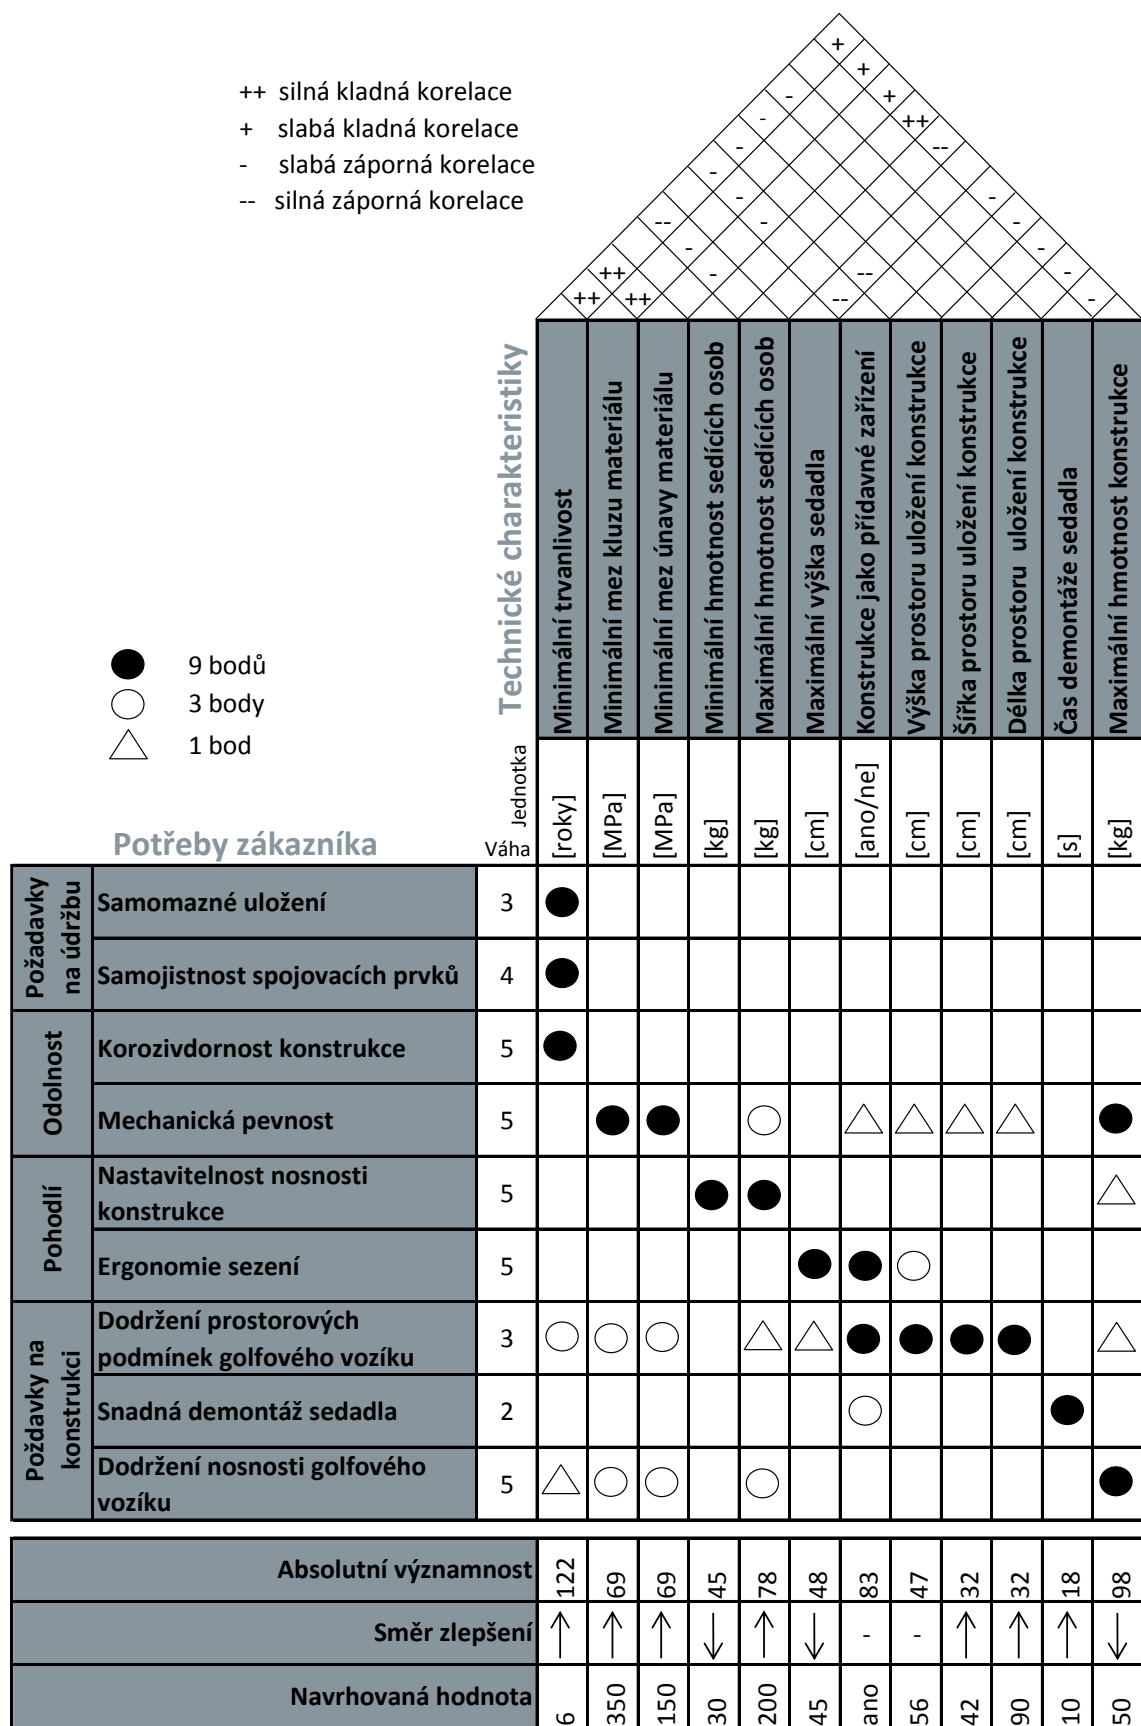 ++ silná kladná korelace
+ slabá kladná korelace
- slabá záporná korelace
-- silná záporná korelace
+
+
- +
- ++
- --
-
- -
-- - -
- -
++ - -- -
++ ++ -- -
Technické charakteristiky
Minimální trvanlivost
Minimální mez kluzu materiálu
Minimální mez únavy materiálu
Minimální hmotnost sedících osob
Maximální hmotnost sedících osob
Maximální výška sedadla
Konstrukce jako přídavné zařízení
Výška prostoru uložení konstrukce
Šířka prostoru uložení konstrukce
Délka prostoru uložení konstrukce
Čas demontáže sedadla
Maximální hmotnost konstrukce
9 bodů
3 body
1 bod
Jednotka
[roky]
[MPa]
[MPa]
[kg]
[kg]
[cm]
[ano/ne]
[cm]
[cm]
[cm]
[s]
[kg]
Potřeby zákazníka
Váha
Požadavky
na údržbu
Samomazné uložení 3
Samojistnost spojovacích prvků 4
Odolnost
Korozivdornost konstrukce 5
Mechanická pevnost 5
Pohodlí
Nastavitelnost nosnosti
konstrukce 5
Ergonomie sezení 5
Poždavky na
konstrukci
Dodržení prostorových
podmínek golfového vozíku 3
Snadná demontáž sedadla 2
Dodržení nosnosti golfového
vozíku 5
Absolutní významnost 122 69 69 45 78 48 83 47 32 32 18 98
Směr zlepšení ↑ ↑ ↑ ↓ ↑ ↓ - - ↑ ↑ ↑ ↓
Navrhovaná hodnota 6 350 150 30 200 45 ano 56 42 90 10 50